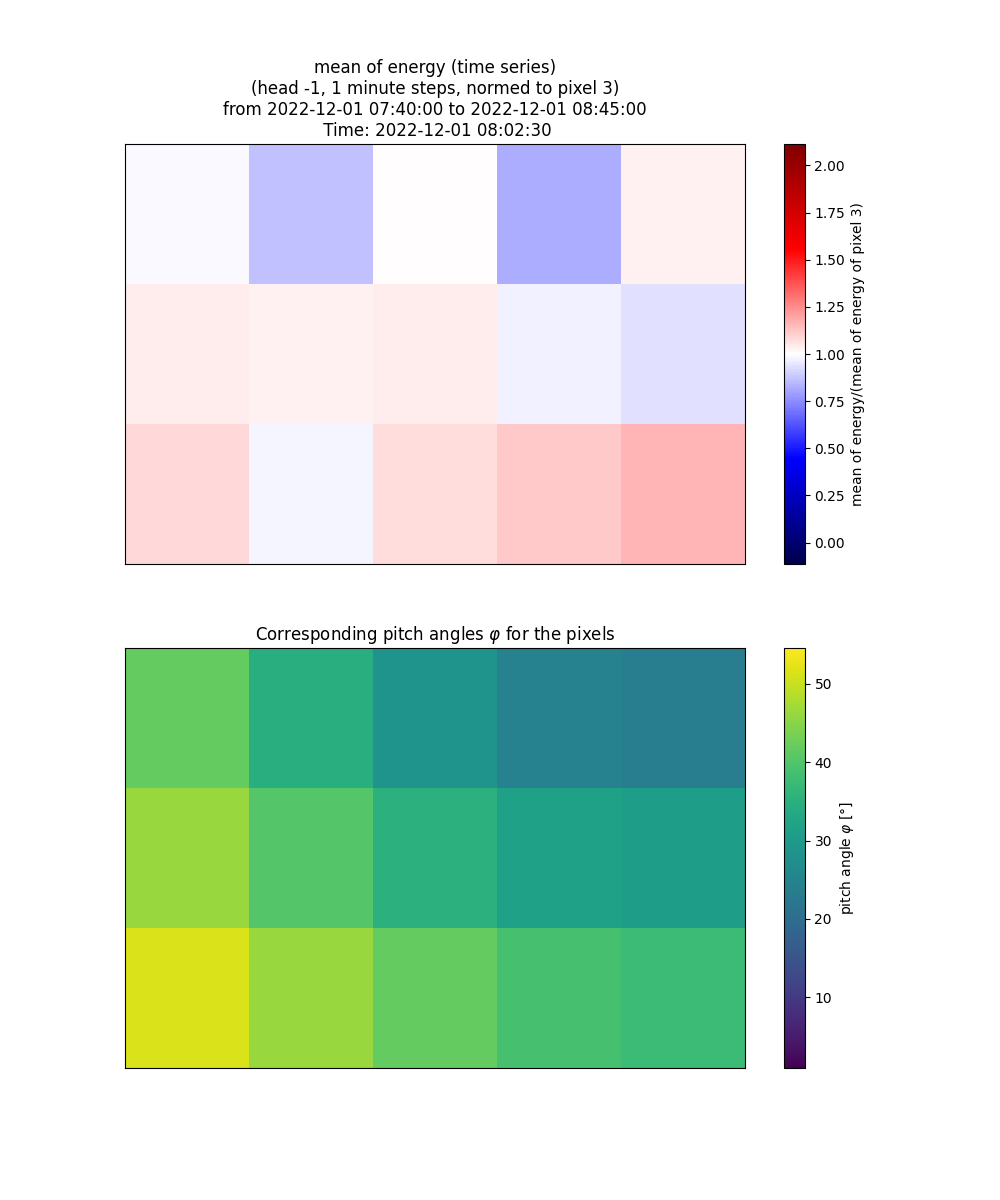 mean of energy (time series)
(head -1, 1 minute steps, normed to pixel 3)
from 2022-12-01 07:40:00 to 2022-12-01 08:45:00
Time: 2022-12-01 08:02:30
2.00
1.75
1.50
1.25
1.00
0.75
0.50
0.25
0.00
mean of energy/(mean of energy of pixel 3)
Corresponding pitch angles φ for the pixels
50
40
30
20
10
pitch angle φ [°]